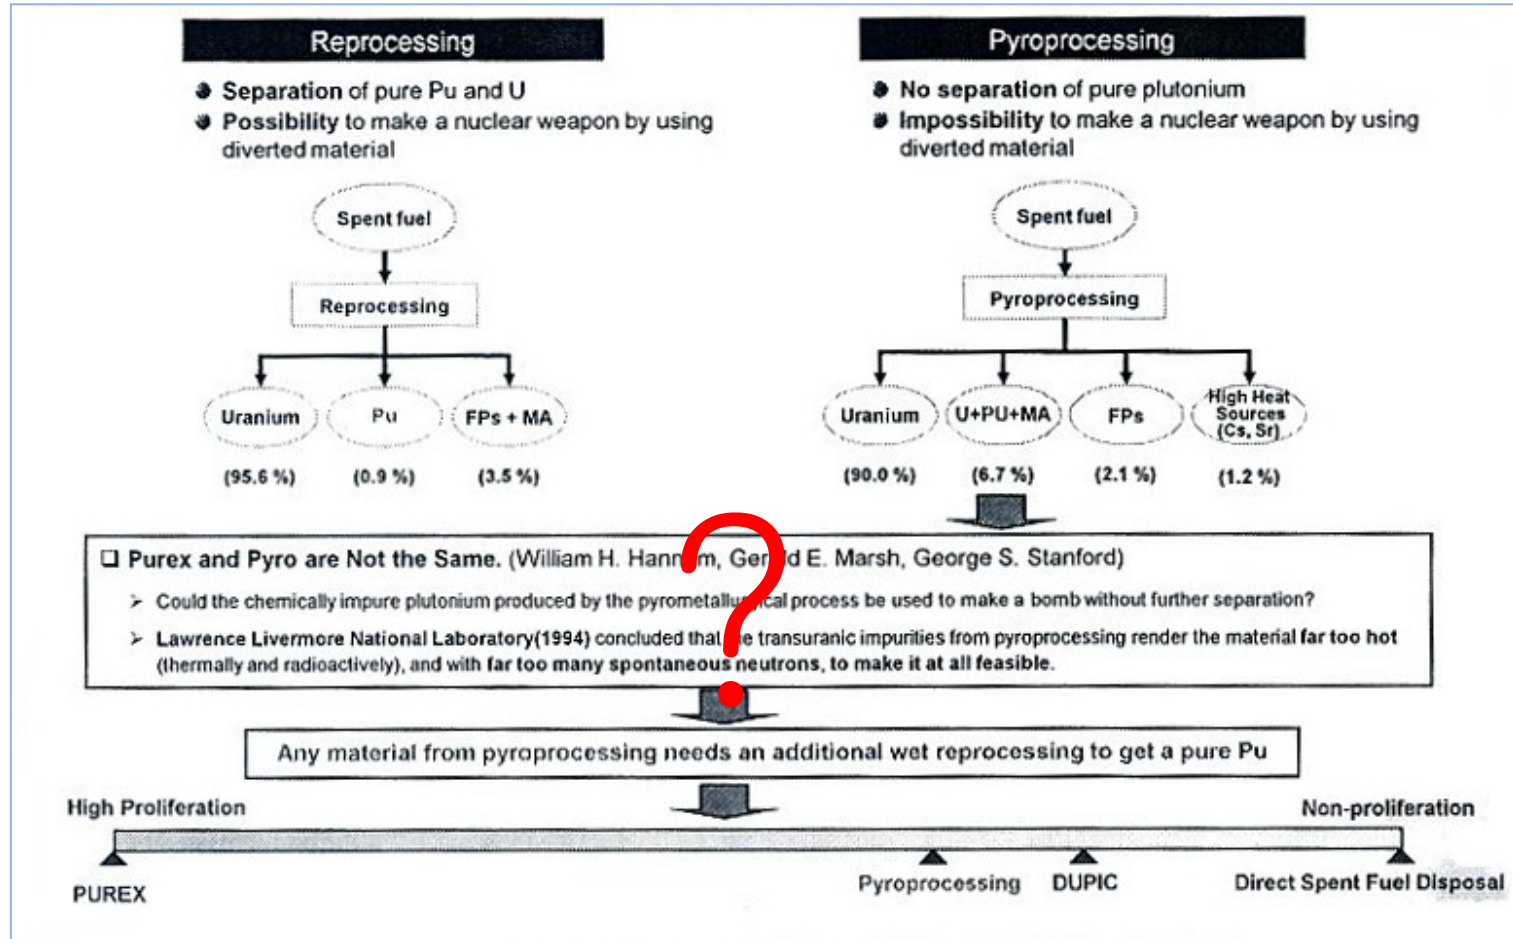 Reprocessing
Separation of pure Pu and U
Possibility to make a nuclear weapon by using
diverted material
Spent fuel
Reprocessing
Uranium
Pu
FPs + MA
(95.6 %)
(0.9 %)
(3.5 %)
Pyroprocessing
No separation of pure plutonium
Impossibility to make a nuclear weapon by using
diverted material
Spent fuel
Pyroprocessing
Uranium
U+PU+MA
FPs
High Heat
Sources
(Cs, Sr)
(90.0 %)
(6.7 %)
(2.1 %)
(1.2 %)
?
Purex and Pyro are Not the Same. (William H. Hannum, Gerald E. Marsh, George S. Stanford)
Could the chemically impure plutonium produced by the pyrometallurgical process be used to make a bomb without further separation?
Lawrence Livermore National Laboratory(1994) concluded that the transuranic impurities from pyroprocessing render the material far too hot
(thermally and radioactively), and with far too many spontaneous neutrons, to make it at all feasible.
Any material from pyroprocessing needs an additional wet reprocessing to get a pure Pu
High Proliferation
Non-proliferation
PUREX
Pyroprocessing
DUPIC
Direct Spent Fuel Disposal